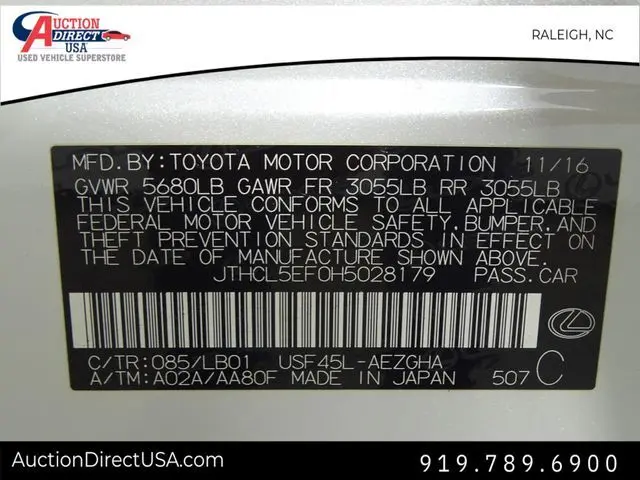 AUCTION
DIRECT
USA
USED VEHICLE SUPERSTORE
RALEIGH, NC
MFD.BY:TOYOTA MOTOR CORPORATION 11/16
GVWR 5680LB GAWR FR 3055LB RR 3055LB
THIS VEHICLE CONFORMS TO ALL APPLICABLE
FEDERAL MOTOR VEHICLE SAFETY,BUMPER,AND
THEFT PREVENTION STANDARDS IN EFFECT ON
THE DATE OF MANUFACTURE SHOWN ABOVE.
JTHCL5EF0H5028179 PASS.CAR
C/TR:085/LB01 USF45L-AEZGHA
A/TM:A02A/AA80F MADE IN JAPAN 507 C
AuctionDirectUSA.com
919.789.6900